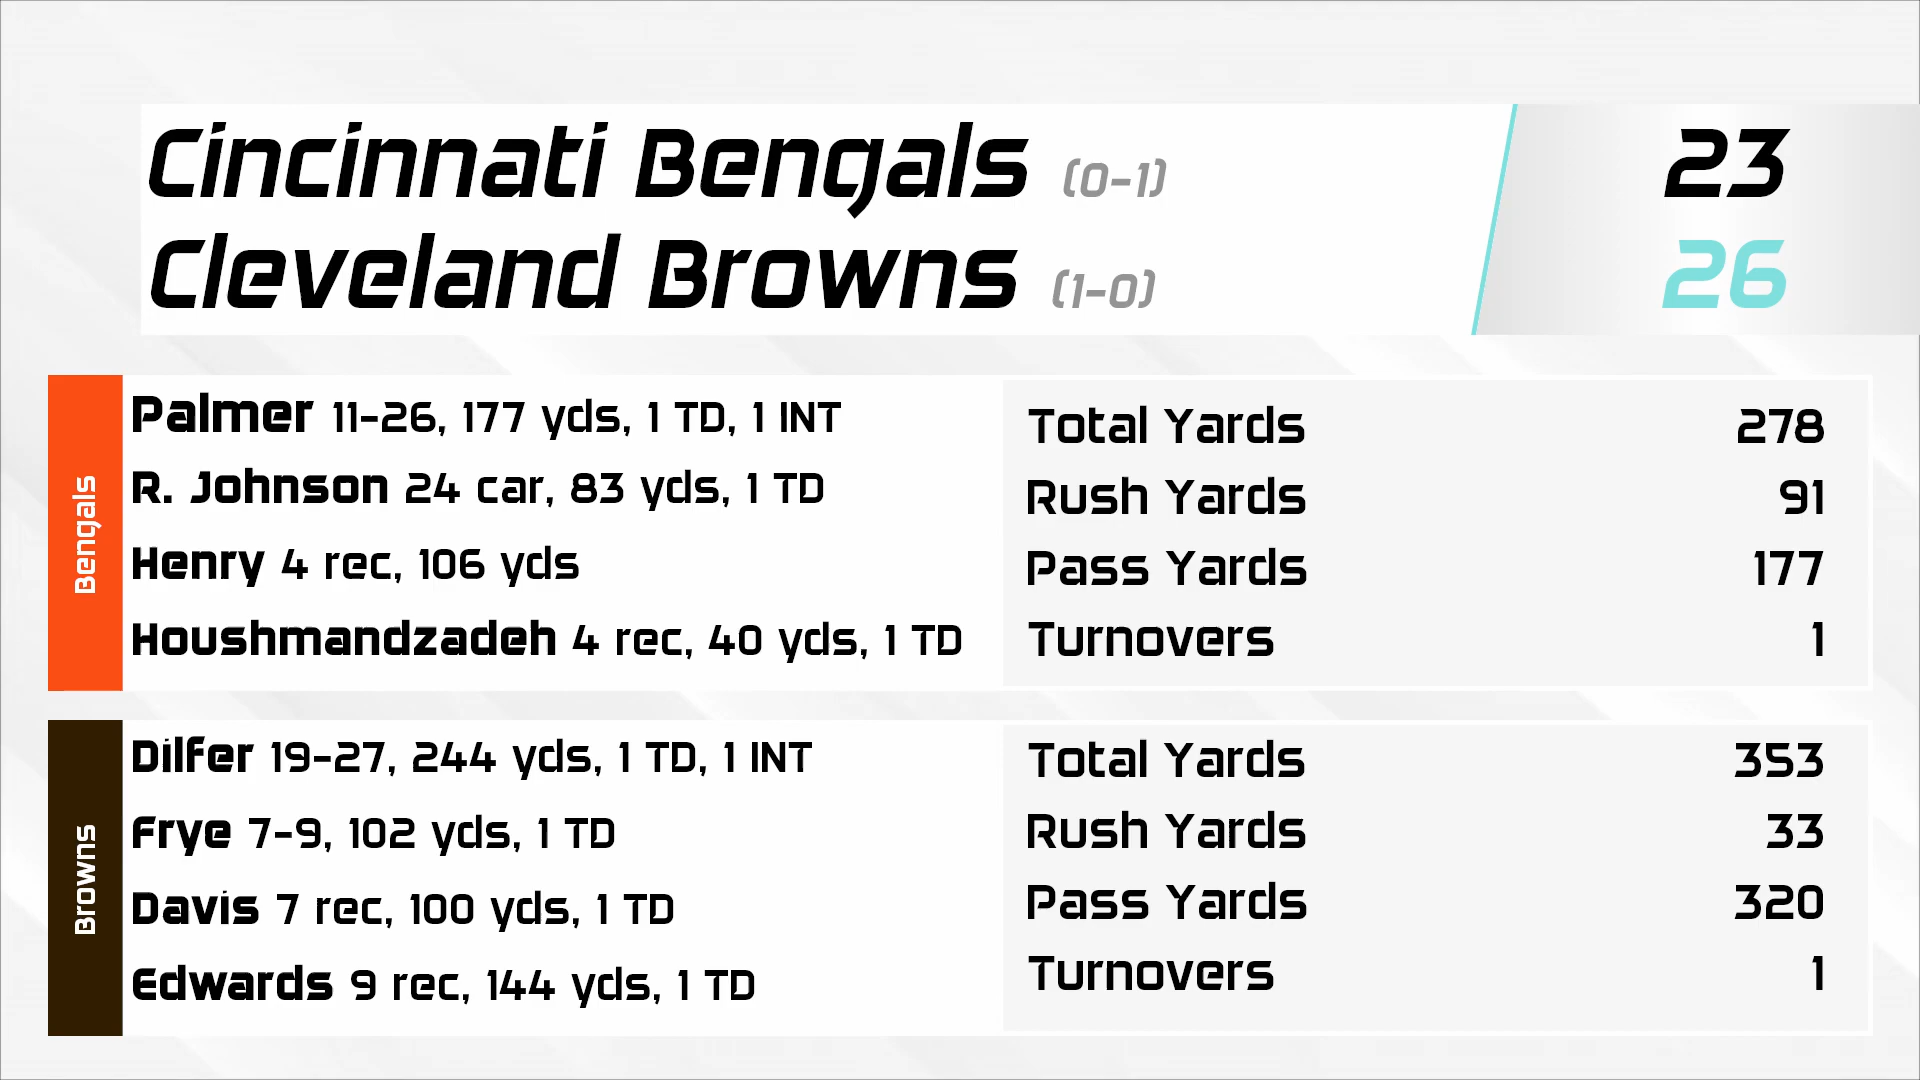 Cincinnati Bengals (0-1) 23
Cleveland Browns (1-0) 26
Bengals
Palmer 11-26, 177 yds, 1 TD, 1 INT
R. Johnson 24 car, 83 yds, 1 TD
Henry 4 rec, 106 yds
Houshmandzadeh 4 rec, 40 yds, 1 TD
Total Yards 278
Rush Yards 91
Pass Yards 177
Turnovers 1
Browns
Dilfer 19-27, 244 yds, 1 TD, 1 INT
Frye 7-9, 102 yds, 1 TD
Davis 7 rec, 100 yds, 1 TD
Edwards 9 rec, 144 yds, 1 TD
Total Yards 353
Rush Yards 33
Pass Yards 320
Turnovers 1